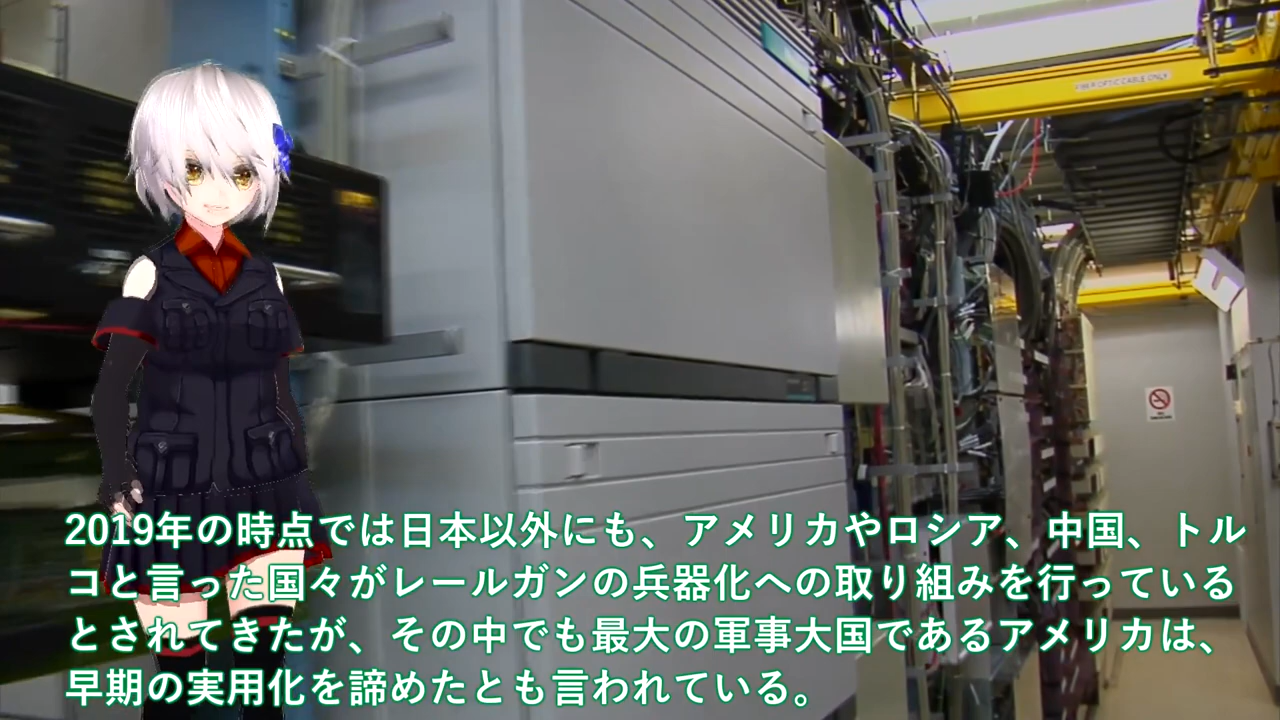 FIBER OPTIC CABLE ONLY
2019年の時点では日本以外にも、アメリカやロシア、中国、トル
コと言った国々がレールガンの兵器化への取り組みを行っている
とされてきたが、その中でも最大の軍事大国であるアメリカは、
早期の実用化を諦めたとも言われている。